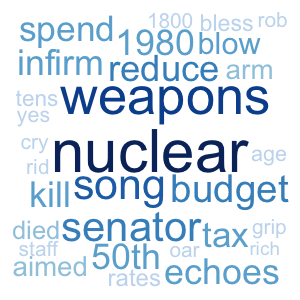 1800 bless rob
spend 1980 blow
infirm reduce arm
tens weapons
yes
cry nuclear age
rid
kill song budget
died senator tax grip
staff 50th oar rich
aimed rates echoes